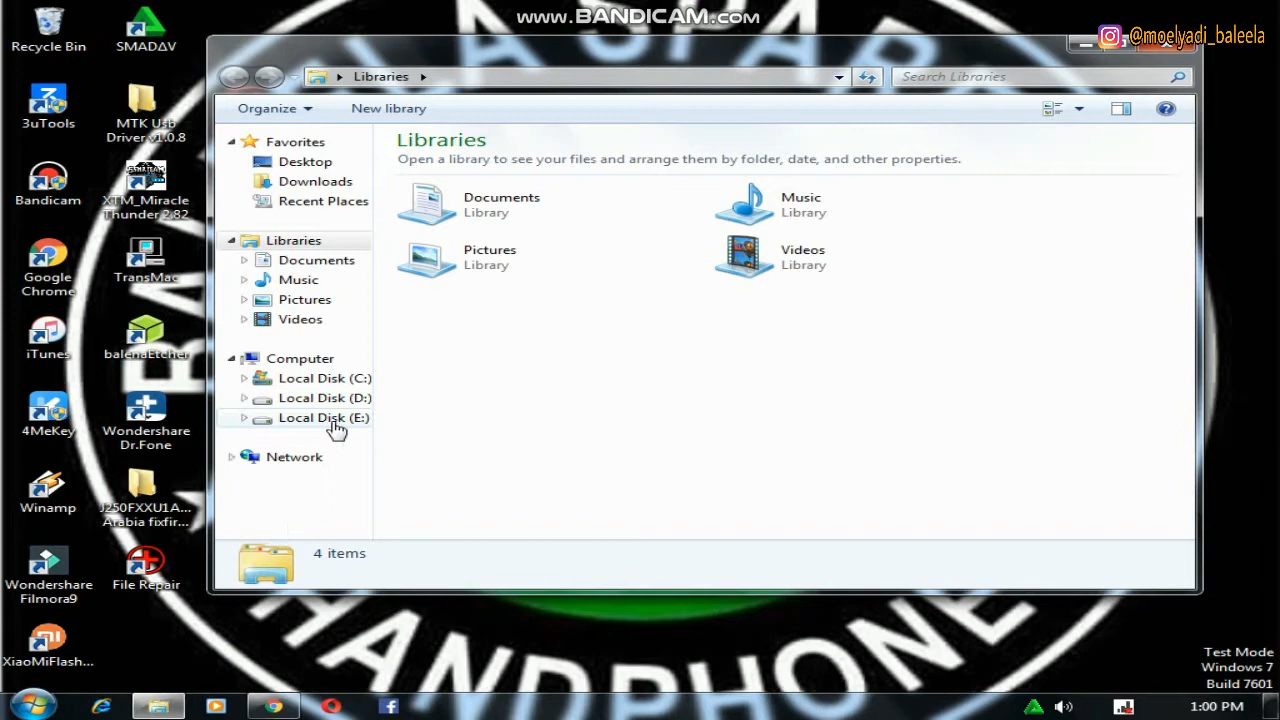 www.BANDICAM.com
@moelyadi_baleela
Recycle Bin
SMADΔV
3uTools
MTK Usb
Driver v1.0.8
Bandicam
XTM_Miracle
Thunder 2.82
Google
Chrome
TransMac
iTunes
balenaEtcher
4MeKey
Wondershare
Dr.Fone
Winamp
J250FXXU1A...
Arabia fixfir...
Wondershare
Filmora9
File Repair
XiaoMiFlash...
Libraries
Search Libraries
Organize
New library
Favorites
Desktop
Downloads
Recent Places
Libraries
Documents
Music
Pictures
Videos
Computer
Local Disk (C:)
Local Disk (D:)
Local Disk (E:)
Network
Libraries
Open a library to see your files and arrange them by folder, date, and other properties.
Documents
Library
Music
Library
Pictures
Library
Videos
Library
4 items
HANDPHONE
Test Mode
Windows 7
Build 7601
1:00 PM